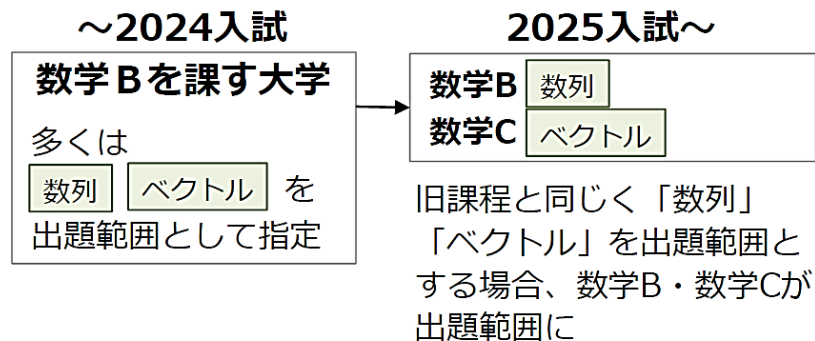 ～2024入試
数学Ｂを課す大学
多くは
数列 ベクトル を
出題範囲として指定
2025入試～
数学B 数列
数学C ベクトル
旧課程と同じく「数列」
「ベクトル」を出題範囲と
する場合、数学B・数学Cが
出題範囲に